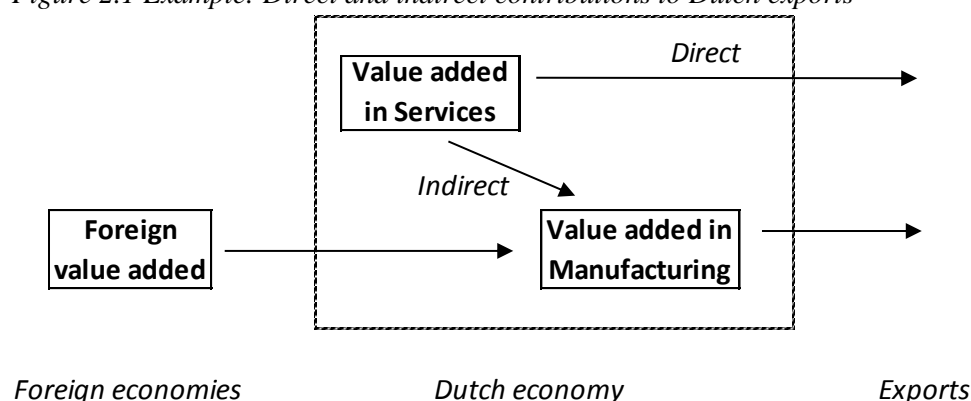 Figure 2.1 Example: Direct and indirect contributions to Dutch exports
Direct
Value added
in Services
Indirect
Foreign
value added
Value added in
Manufacturing
Foreign economies
Dutch economy
Exports